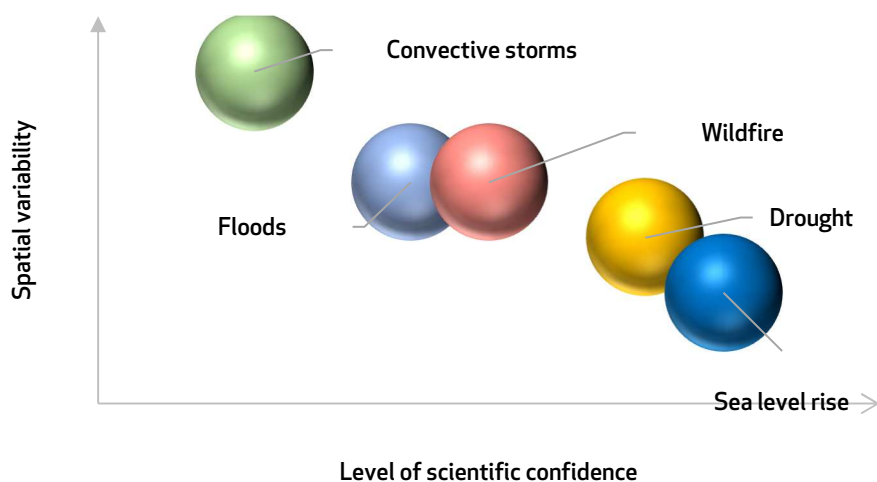 Convective storms
Wildfire
Floods
Drought
Sea level rise
Spatial variability
Level of scientific confidence